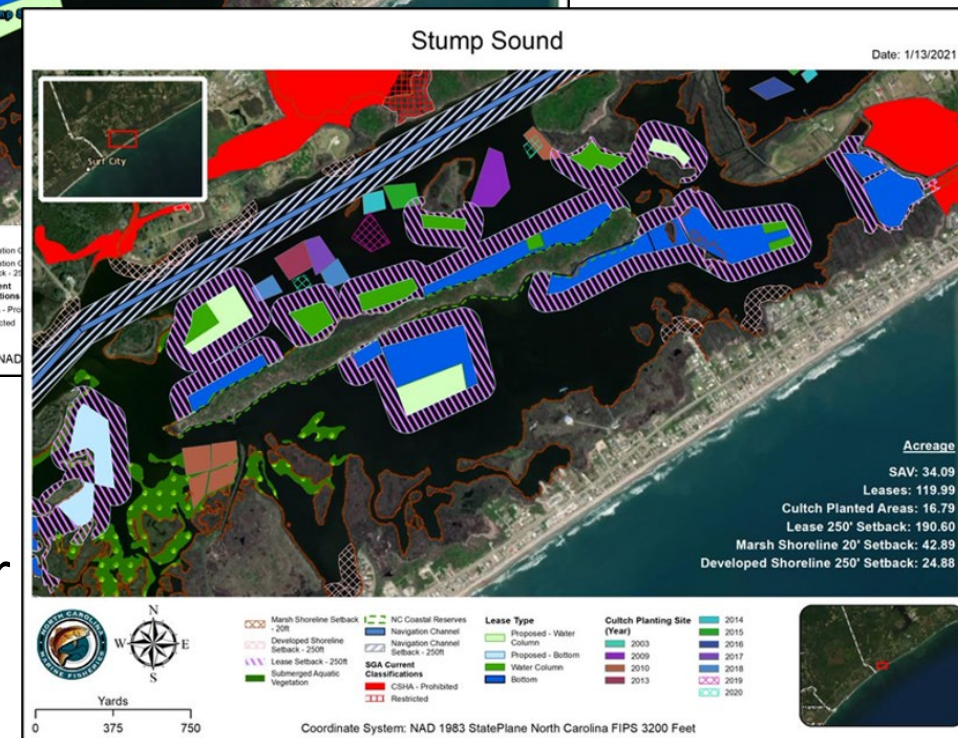 Stump Sound
Date: 1/13/2021
Surf City
Acreage
SAV: 34.09
Leases: 119.99
Cultch Planted Areas: 16.79
Lease 250' Setback: 190.60
Marsh Shoreline 20' Setback: 42.89
Developed Shoreline 250' Setback: 24.88
NORTH CAROLINA
MARINE FISHERIES
N
W E
S
Yards
0 375 750
Marsh Shoreline Setback
- 20ft
Developed Shoreline
Setback - 250ft
Lease Setback - 250ft
Submerged Aquatic
Vegetation
NC Coastal Reserves
Navigation Channel
Navigation Channel
Setback - 250ft
SGA Current
Classifications
CSHA - Prohibited
Restricted
Lease Type
Proposed - Water
Column
Proposed - Bottom
Water Column
Bottom
Cultch Planting Site
(Year)
2003
2009
2010
2013
2014
2015
2016
2017
2018
2019
2020
Coordinate System: NAD 1983 StatePlane North Carolina FIPS 3200 Feet
NAD
r